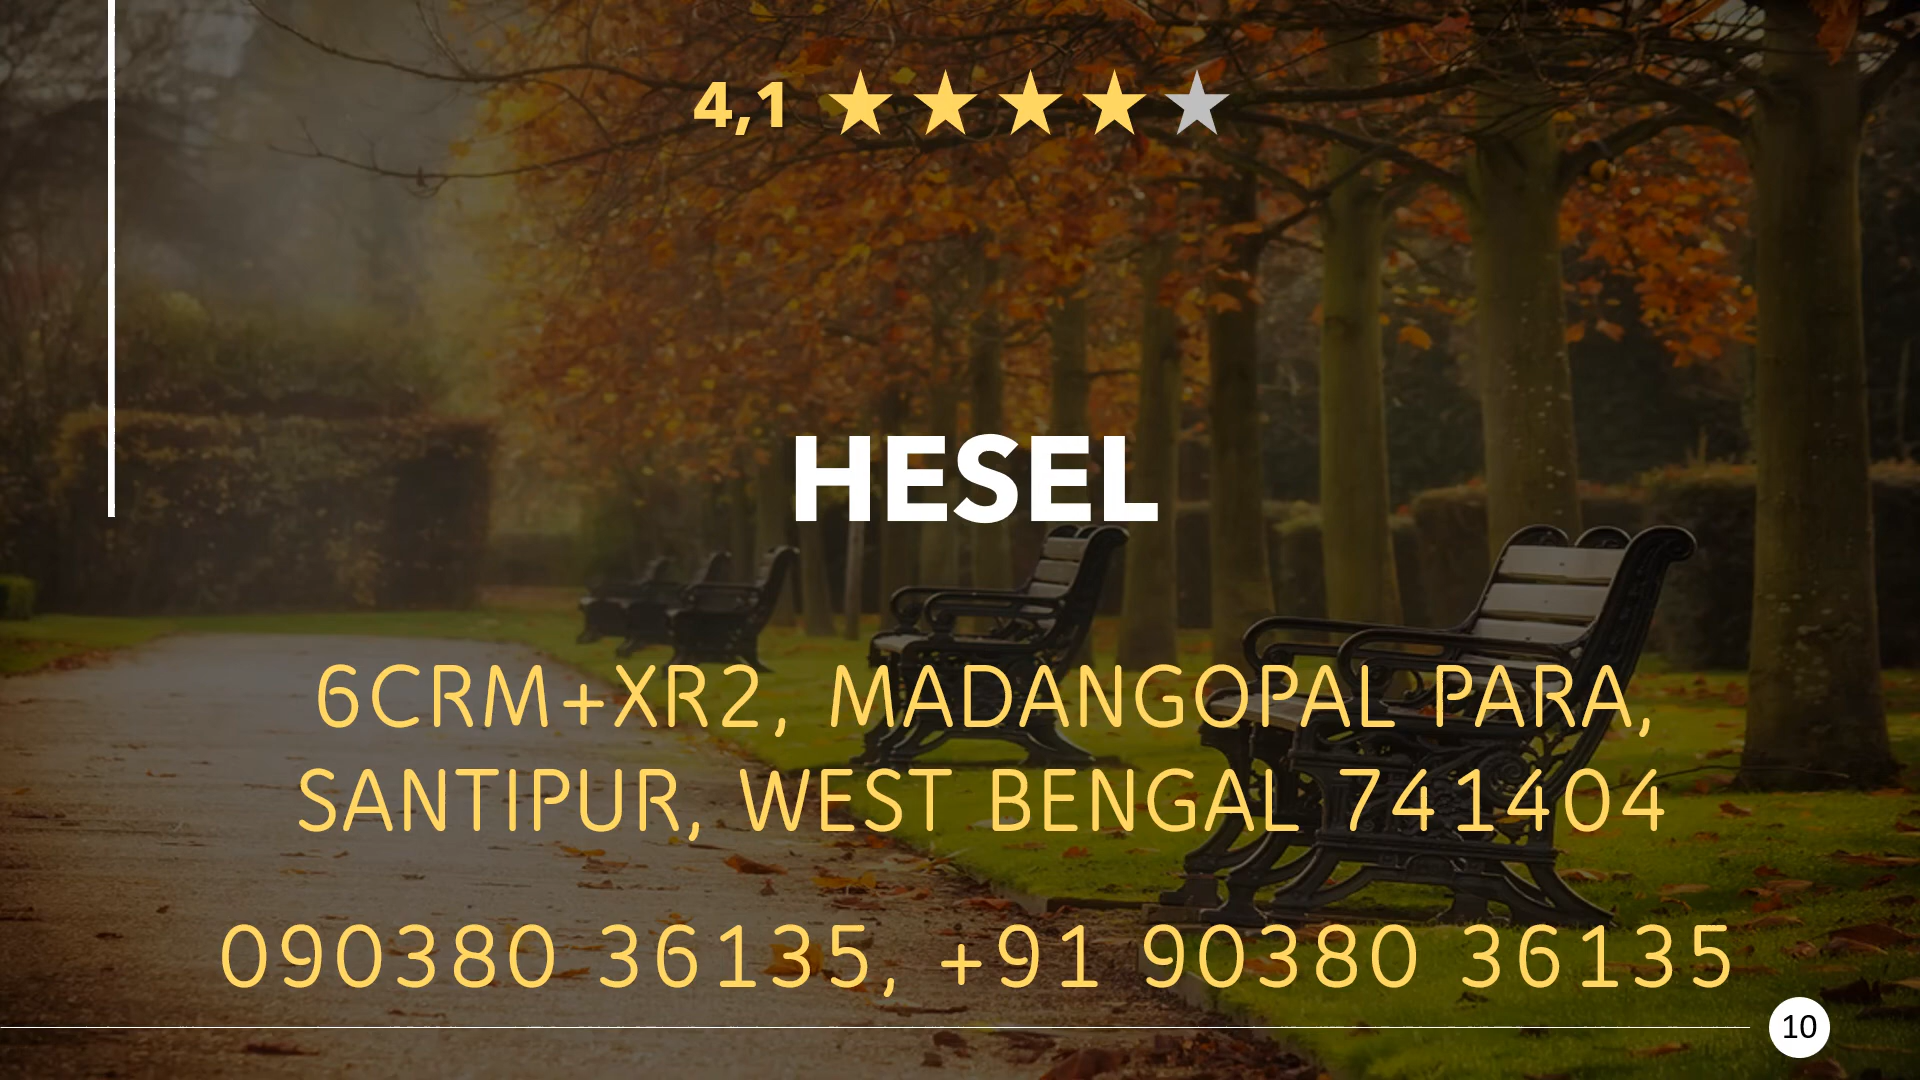 4,1
HESEL
6CRM+XR2, MADANGOPAL PARA,
SANTIPUR, WEST BENGAL 741404
090380 36135, +91 90380 36135
10